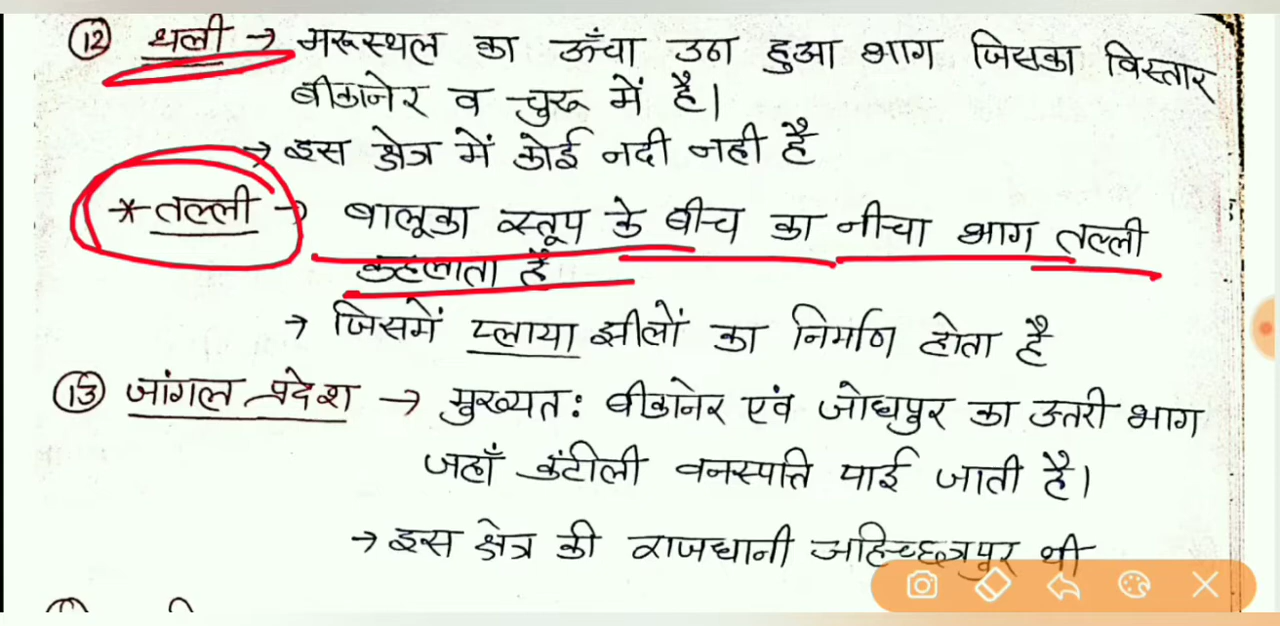 ⑫ थली → मरूस्थल का ऊँचा उठा हुआ भाग जिसका विस्तार
बीकानेर व चुरू में है।
→ इस क्षेत्र में कोई नदी नही है
* तल्ली → बालूका स्तूप के बीच का नीचा भाग तल्ली
कहलाता है
→ जिसमें प्लाया झीलों का निर्माण होता है
⑬ जांगल प्रदेश → मुख्यत: बीकानेर एवं जोधपुर का उत्तरी भाग
जहाँ कंटीली वनस्पति पाई जाती है।
→ इस क्षेत्र की राजधानी अहिच्छत्रपुर थी